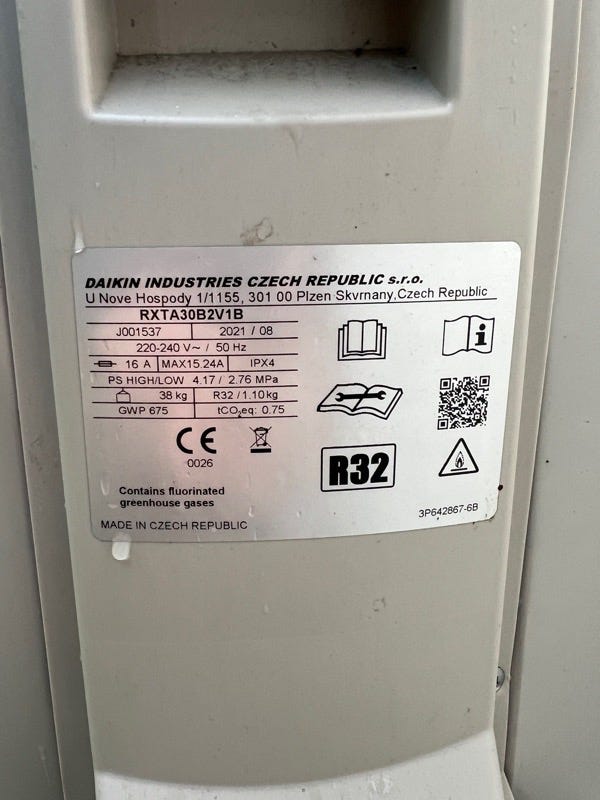 DAIKIN INDUSTRIES CZECH REPUBLIC s.r.o.
U Nove Hospody 1/1155, 301 00 Plzen Skvrnany,Czech Republic
RXTA30B2V1B
J001537 2021 / 08
220-240 V~ / 50 Hz
16 A MAX15.24A IPX4
PS HIGH/LOW 4.17 / 2.76 MPa
38 kg R32 / 1.10kg
GWP 675 tCO₂eq: 0.75
CE
0026
R32
Contains fluorinated
greenhouse gases
3P642867-6B
MADE IN CZECH REPUBLIC